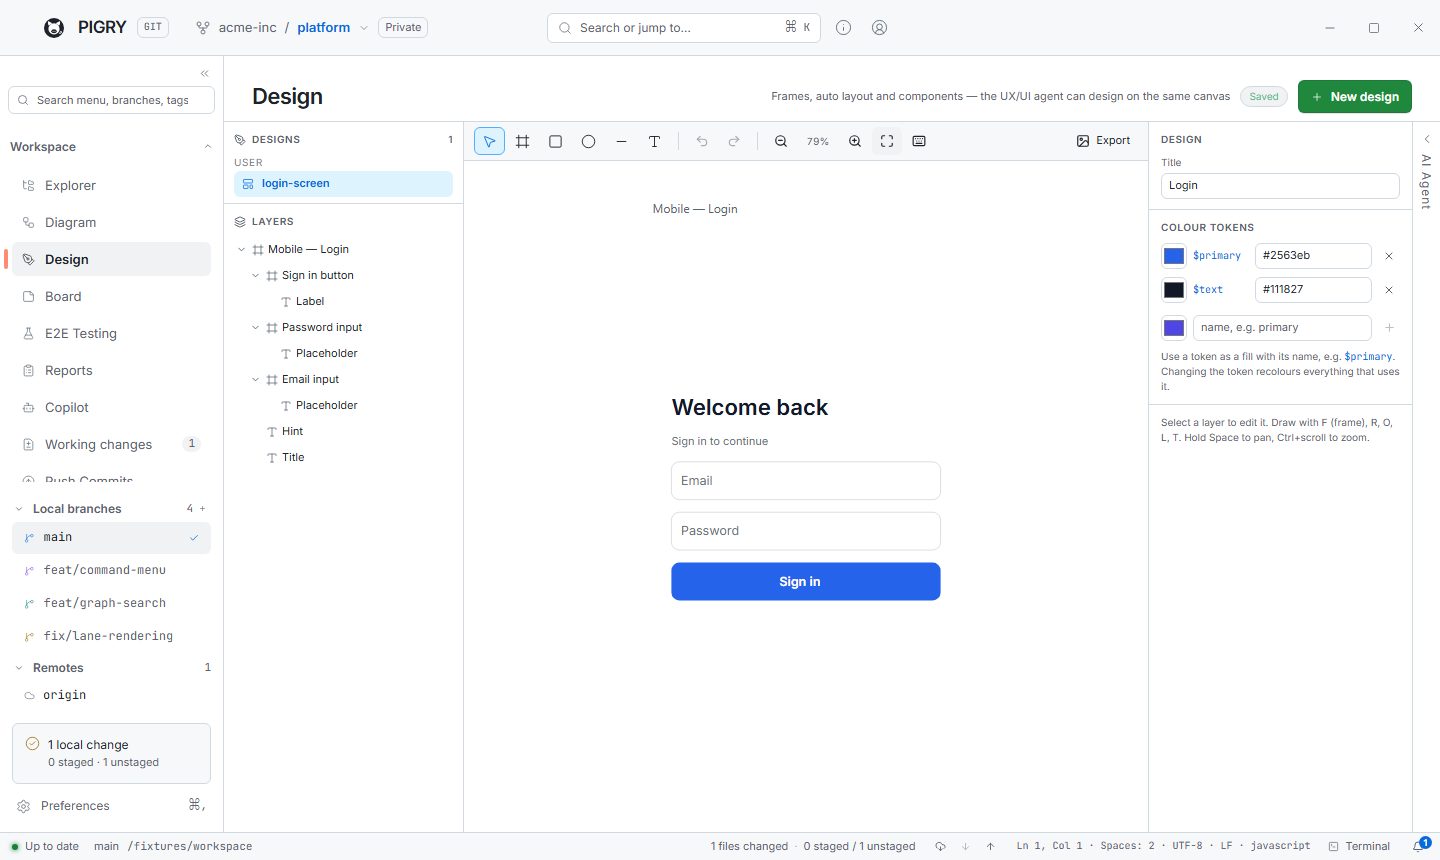 PIGRY GIT acme-inc / platform Private Search or jump to... ⌘ K
Search menu, branches, tags
Workspace
Explorer
Diagram
Design
Board
E2E Testing
Reports
Copilot
Working changes 1
Push Commits
Local branches 4 +
main
feat/command-menu
feat/graph-search
fix/lane-rendering
Remotes 1
origin
1 local change
0 staged · 1 unstaged
Preferences ⌘,
Design
Frames, auto layout and components — the UX/UI agent can design on the same canvas Saved + New design
DESIGNS 1
USER
login-screen
LAYERS
Mobile — Login
Sign in button
Label
Password input
Placeholder
Email input
Placeholder
Hint
Title
79% Export
Mobile — Login
Welcome back
Sign in to continue
Email
Password
Sign in
DESIGN
Title
Login
COLOUR TOKENS
$primary #2563eb
$text #111827
name, e.g. primary
Use a token as a fill with its name, e.g. $primary.
Changing the token recolours everything that uses
it.
Select a layer to edit it. Draw with F (frame), R, O,
L, T. Hold Space to pan, Ctrl+scroll to zoom.
AI Agent
Up to date main /fixtures/workspace 1 files changed · 0 staged / 1 unstaged Ln 1, Col 1 · Spaces: 2 · UTF-8 · LF · javascript Terminal 1